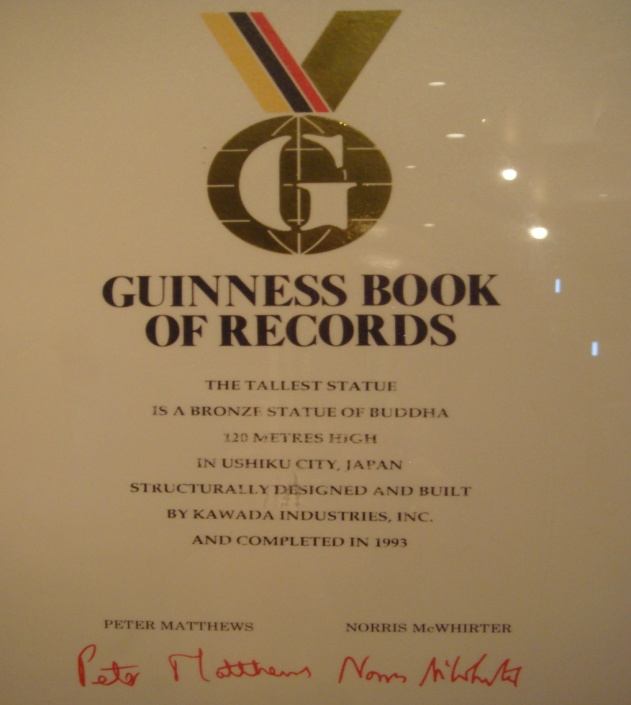 G
GUINNESS BOOK
OF RECORDS
THE TALLEST STATUE
IS A BRONZE STATUE OF BUDDHA
120 METRES HIGH
IN USHIKU CITY, JAPAN
STRUCTURALLY DESIGNED AND BUILT
BY KAWADA INDUSTRIES, INC.
AND COMPLETED IN 1993
PETER MATTHEWS NORRIS McWHIRTER
Peter Matthews Norris McWhirter